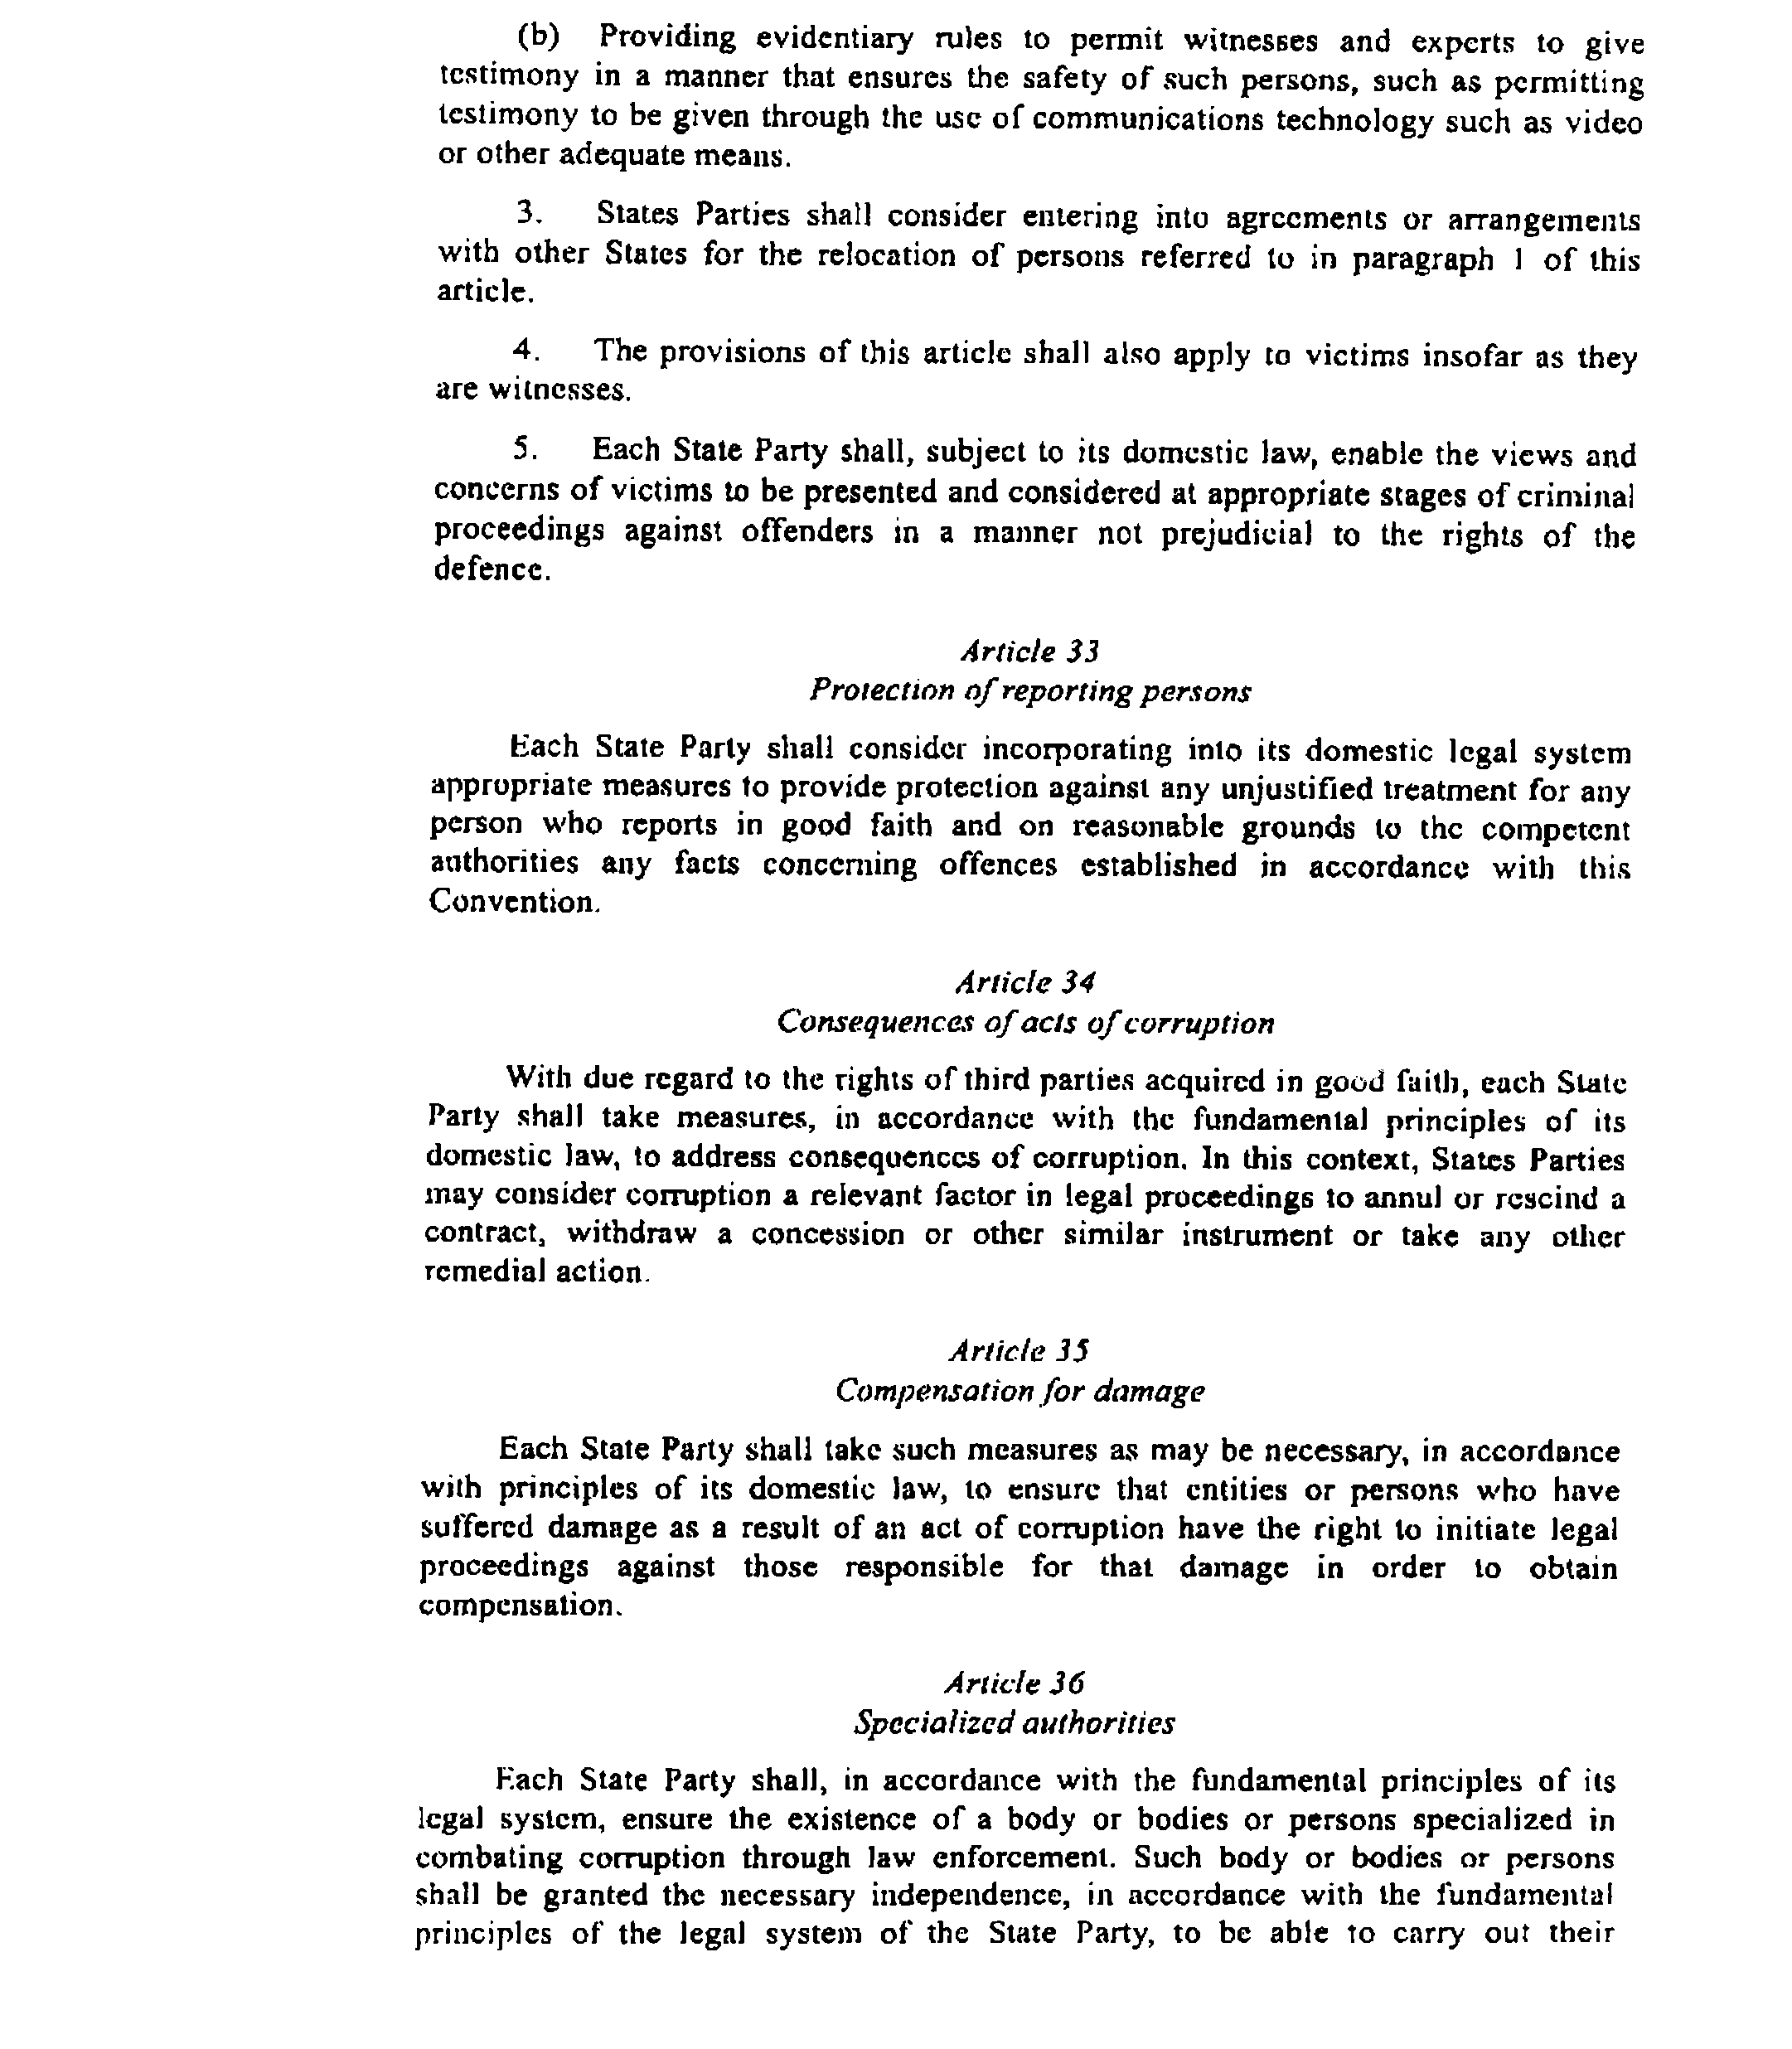 (b) Providing evidentiary rules to permit witnesses and experts to give
testimony in a manner that ensures the safety of such persons, such as permitting
testimony to be given through the use of communications technology such as video
or other adequate means.
3. States Parties shall consider entering into agreements or arrangements
with other States for the relocation of persons referred to in paragraph 1 of this
article.
4. The provisions of this article shall also apply to victims insofar as they
are witnesses.
5. Each State Party shall, subject to its domestic law, enable the views and
concerns of victims to be presented and considered at appropriate stages of criminal
proceedings against offenders in a manner not prejudicial to the rights of the
defence.
Article 33
Protection of reporting persons
Each State Party shall consider incorporating into its domestic legal system
appropriate measures to provide protection against any unjustified treatment for any
person who reports in good faith and on reasonable grounds to the competent
authorities any facts concerning offences established in accordance with this
Convention.
Article 34
Consequences of acts of corruption
With due regard to the rights of third parties acquired in good faith, each State
Party shall take measures, in accordance with the fundamental principles of its
domestic law, to address consequences of corruption. In this context, States Parties
may consider corruption a relevant factor in legal proceedings to annul or rescind a
contract, withdraw a concession or other similar instrument or take any other
remedial action.
Article 35
Compensation for damage
Each State Party shall take such measures as may be necessary, in accordance
with principles of its domestic law, to ensure that entities or persons who have
suffered damage as a result of an act of corruption have the right to initiate legal
proceedings against those responsible for that damage in order to obtain
compensation.
Article 36
Specialized authorities
Each State Party shall, in accordance with the fundamental principles of its
legal system, ensure the existence of a body or bodies or persons specialized in
combating corruption through law enforcement. Such body or bodies or persons
shall be granted the necessary independence, in accordance with the fundamental
principles of the legal system of the State Party, to be able to carry out their